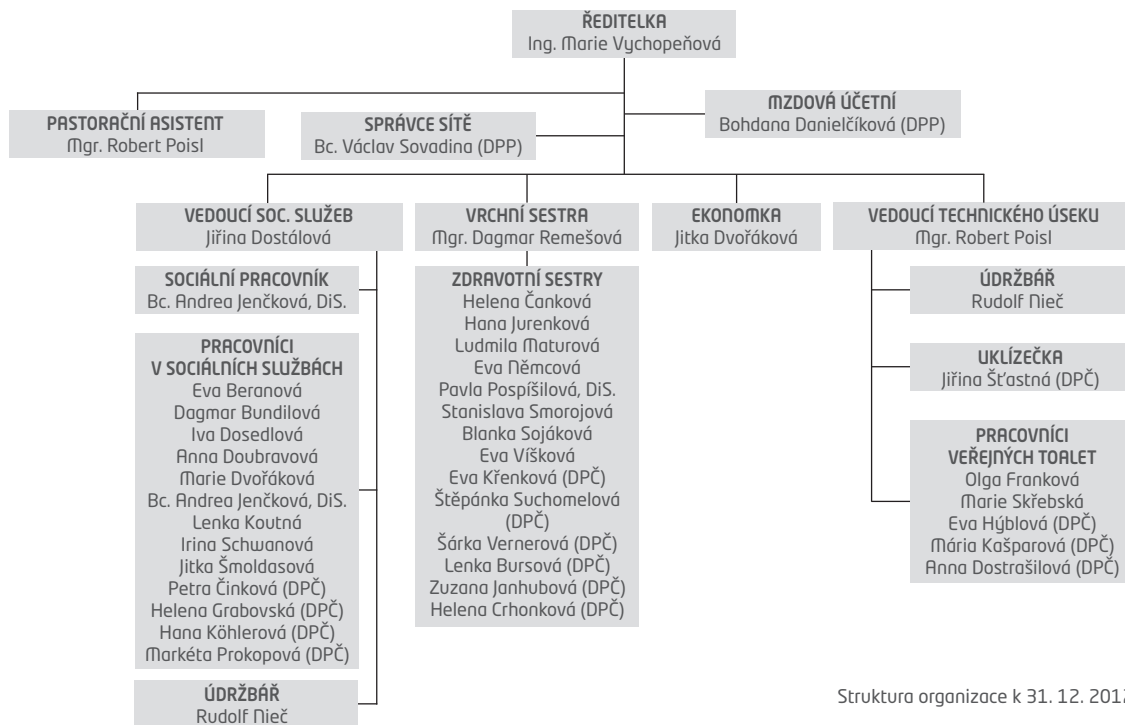 ŘEDITELKA
Ing. Marie Vychopeňová
PASTORAČNÍ ASISTENT
Mgr. Robert Poisl
SPRÁVCE SÍTĚ
Bc. Václav Sovadina (DPP)
MZDOVÁ ÚČETNÍ
Bohdana Danielčíková (DPP)
VEDOUCÍ SOC. SLUŽEB
Jiřina Dostálová
SOCIÁLNÍ PRACOVNÍK
Bc. Andrea Jenčková, DiS.
PRACOVNÍCI
V SOCIÁLNÍCH SLUŽBÁCH
Eva Beranová
Dagmar Bundilová
Iva Dosedlová
Anna Doubravová
Marie Dvořáková
Bc. Andrea Jenčková, DiS.
Lenka Koutná
Irina Schwanová
Jitka Šmoldasová
Petra Činková (DPČ)
Helena Grabovská (DPČ)
Hana Köhlerová (DPČ)
Markéta Prokopová (DPČ)
ÚDRŽBÁŘ
Rudolf Nieč
VRCHNÍ SESTRA
Mgr. Dagmar Remešová
ZDRAVOTNÍ SESTRY
Helena Čanková
Hana Jurenková
Ludmila Maturová
Eva Němcová
Pavla Pospíšilová, DiS.
Stanislava Smorojová
Blanka Sojáková
Eva Víšková
Eva Křenková (DPČ)
Štěpánka Suchomelová
(DPČ)
Šárka Vernerová (DPČ)
Lenka Bursová (DPČ)
Zuzana Janhubová (DPČ)
Helena Crhonková (DPČ)
EKONOMKA
Jitka Dvořáková
VEDOUCÍ TECHNICKÉHO ÚSEKU
Mgr. Robert Poisl
ÚDRŽBÁŘ
Rudolf Nieč
UKLÍZEČKA
Jiřina Šťastná (DPČ)
PRACOVNÍCI
VEŘEJNÝCH TOALET
Olga Franková
Marie Skřebská
Eva Hýblová (DPČ)
Mária Kašparová (DPČ)
Anna Dostrašilová (DPČ)
Struktura organizace k 31. 12. 2012